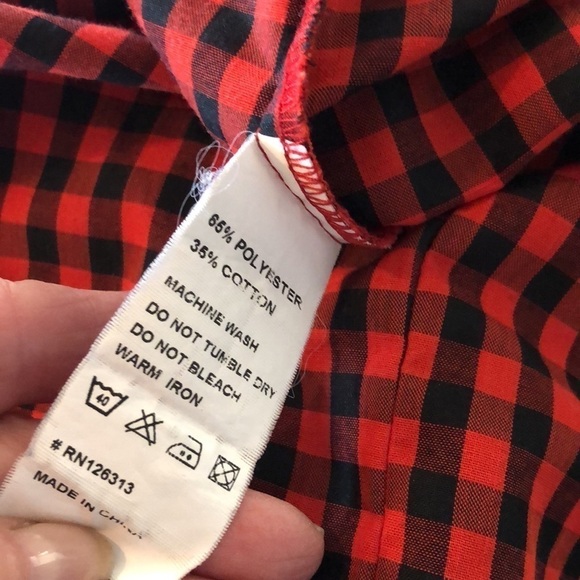 65% POLYESTER
35% COTTON
MACHINE WASH
DO NOT TUMBLE DRY
DO NOT BLEACH
WARM IRON
40
# RN126313
MADE IN CHINA